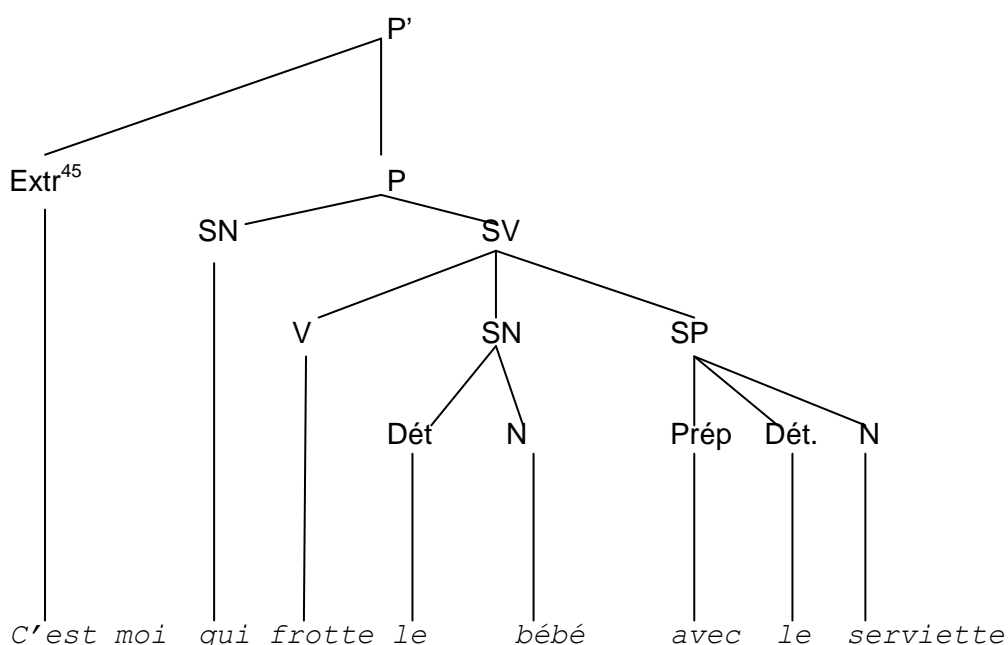 P’
Extr45 P
SN SV
V SN SP
Dét N Prép Dét. N
C’est moi qui frotte le bébé avec le serviette